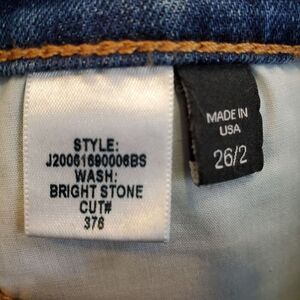 STYLE:
J20061690006BS
WASH:
BRIGHT STONE
CUT#
376
MADE IN
USA
26/2